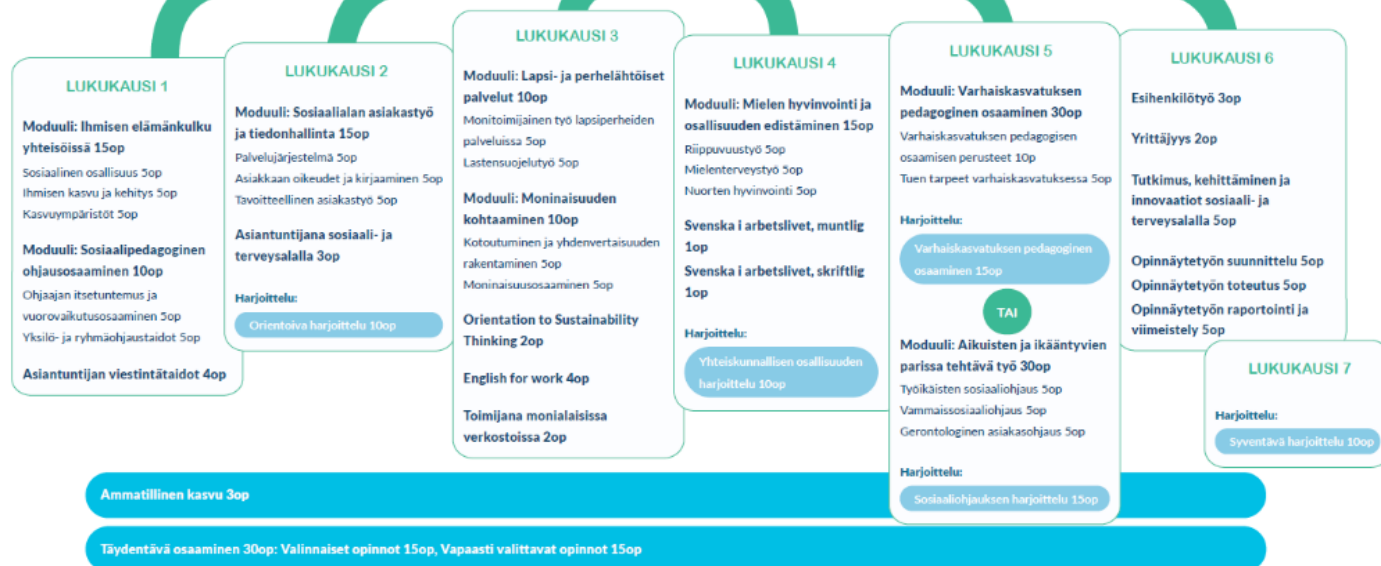 LUKUKAUSI 1
Moduuli: Ihmisen elämänkulku
yhteisöissä 15op
Sosiaalinen osallisuus 5op
Ihmisen kasvu ja kehitys 5op
Kasvuympäristöt 5op
Moduuli: Sosiaalipedagoginen
ohjausosaaminen 10op
Ohjaajan itsetuntemus ja
vuorovaikutusosaaminen 5op
Yksilö- ja ryhmäohjaustaidot 5op
Asiantuntijan viestintätaidot 4op
LUKUKAUSI 2
Moduuli: Sosiaalialan asiakastyö
ja tiedonhallinta 15op
Palvelujärjestelmä 5op
Asiakkaan oikeudet ja kirjaaminen 5op
Tavoitteellinen asiakastyö 5op
Asiantuntijana sosiaali- ja
terveysalalla 3op
Harjoittelu:
Orientoiva harjoittelu 10op
LUKUKAUSI 3
Moduuli: Lapsi- ja perhelähtöiset
palvelut 10op
Monitoimijainen työ lapsiperheiden
palveluissa 5op
Lastensuojelutyö 5op
Moduuli: Moninaisuuden
kohtaaminen 10op
Kotoutuminen ja yhdenvertaisuuden
rakentaminen 5op
Moninaisuusosaaminen 5op
Orientation to Sustainability
Thinking 2op
English for work 4op
Toimijana monialaisissa
verkostoissa 2op
LUKUKAUSI 4
Moduuli: Mielen hyvinvointi ja
osallisuuden edistäminen 15op
Riippuvuustyö 5op
Mielenterveystyö 5op
Nuorten hyvinvointi 5op
Svenska i arbetslivet, muntlig
1op
Svenska i arbetslivet, skriftlig
1op
Harjoittelu:
Yhteiskunnallisen osallisuuden
harjoittelu 10op
LUKUKAUSI 5
Moduuli: Varhaiskasvatuksen
pedagoginen osaaminen 30op
Varhaiskasvatuksen pedagogisen
osaamisen perusteet 10p
Tuen tarpeet varhaiskasvatuksessa 5op
Harjoittelu:
Varhaiskasvatuksen pedagoginen
osaaminen 15op
TAI
Moduuli: Aikuisten ja ikääntyvien
parissa tehtävä työ 30op
Työikäisten sosiaaliohjaus 5op
Vammaissosiaaliohjaus 5op
Gerontologinen asiakasohjaus 5op
Harjoittelu:
Sosiaaliohjauksen harjoittelu 15op
LUKUKAUSI 6
Esihenkilötyö 3op
Yrittäjyys 2op
Tutkimus, kehittäminen ja
innovaatiot sosiaali- ja
terveysalalla 5op
Opinnäytetyön suunnittelu 5op
Opinnäytetyön toteutus 5op
Opinnäytetyön raportointi ja
viimeistely 5op
LUKUKAUSI 7
Harjoittelu:
Syventävä harjoittelu 10op
Ammatillinen kasvu 3op
Täydentävä osaaminen 30op: Valinnaiset opinnot 15op, Vapaasti valittavat opinnot 15op